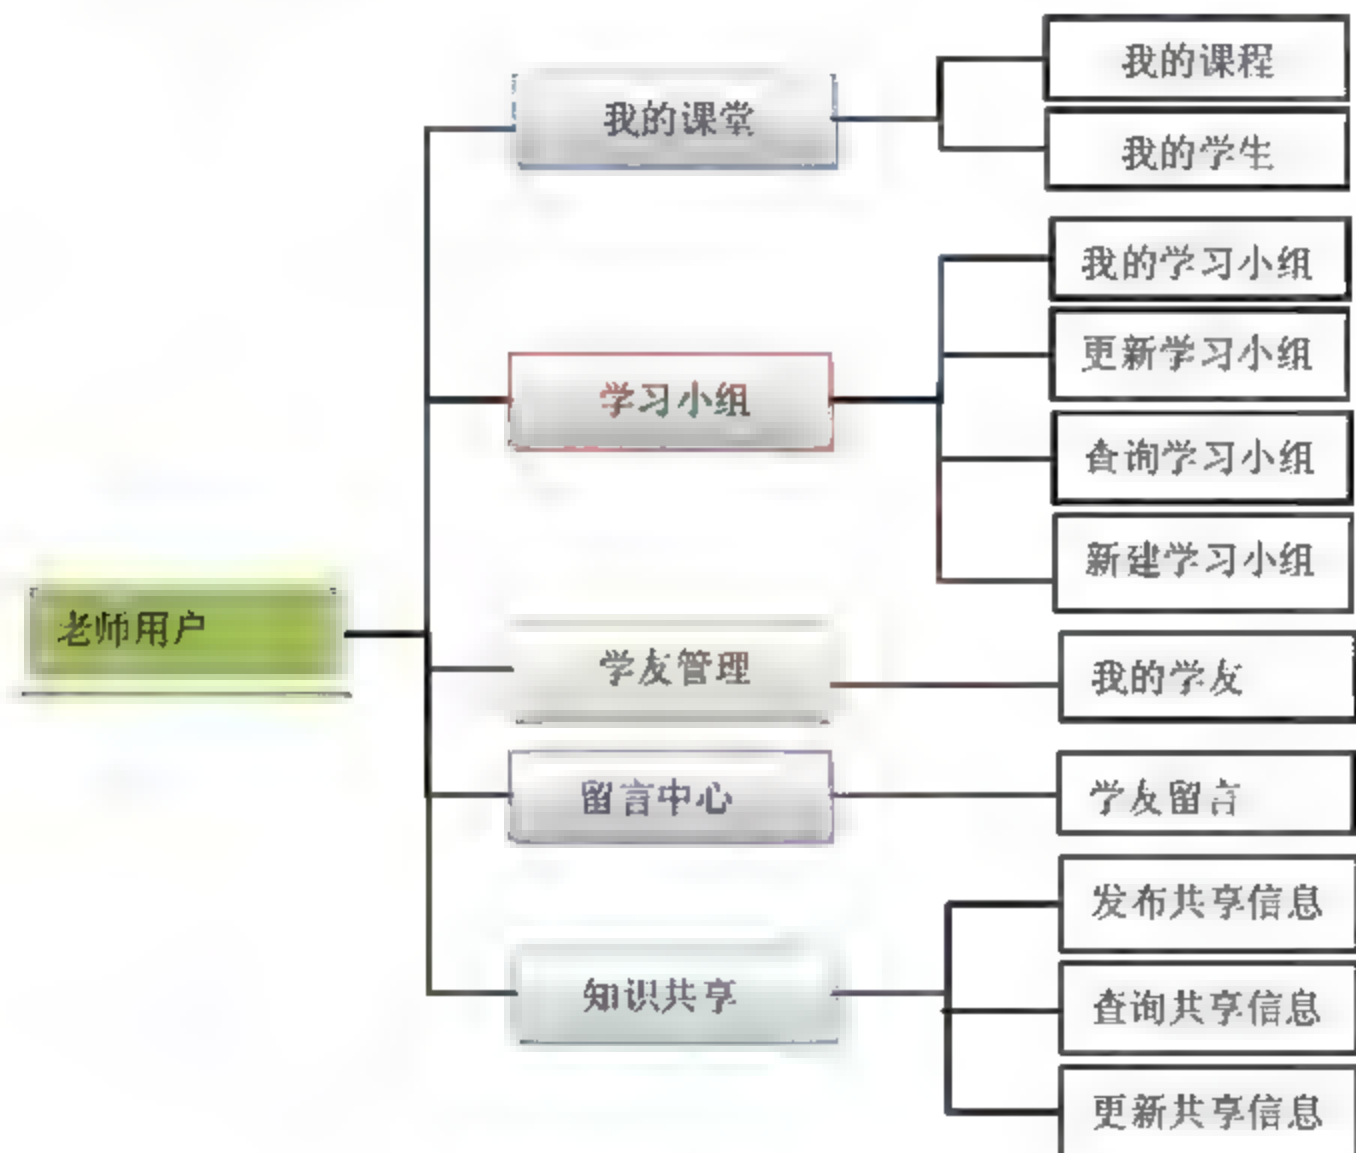 老师用户
我的课堂
我的课程
我的学生
学习小组
我的学习小组
更新学习小组
查询学习小组
新建学习小组
学友管理
我的学友
留言中心
学友留言
知识共享
发布共享信息
查询共享信息
更新共享信息